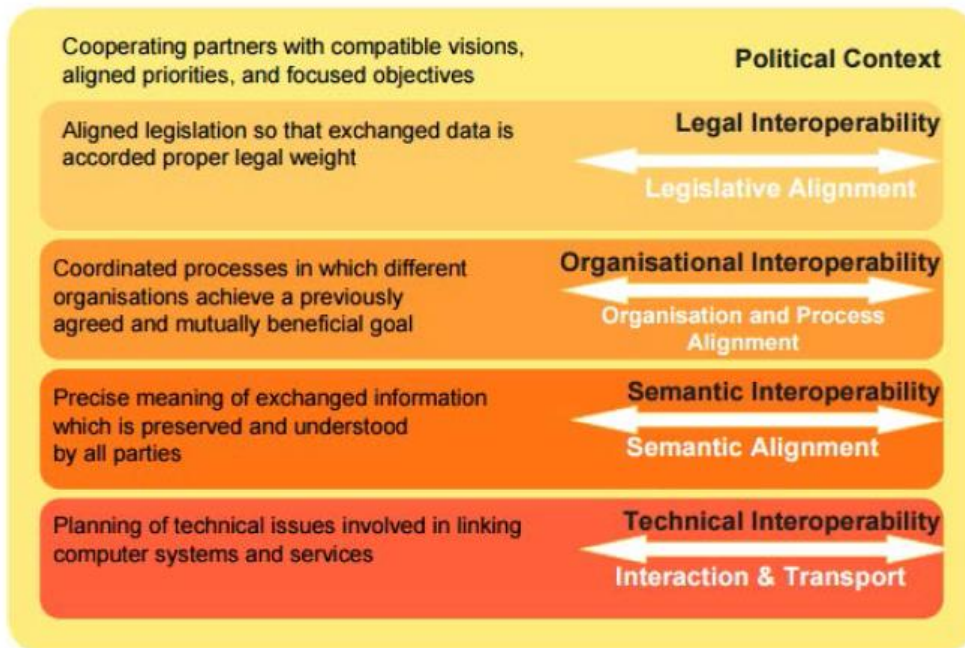 Cooperating partners with compatible visions,
aligned priorities, and focused objectives
Political Context
Aligned legislation so that exchanged data is
accorded proper legal weight
Legal Interoperability
Legislative Alignment
Coordinated processes in which different
organisations achieve a previously
agreed and mutually beneficial goal
Organisational Interoperability
Organisation and Process
Alignment
Precise meaning of exchanged information
which is preserved and understood
by all parties
Semantic Interoperability
Semantic Alignment
Planning of technical issues involved in linking
computer systems and services
Technical Interoperability
Interaction & Transport